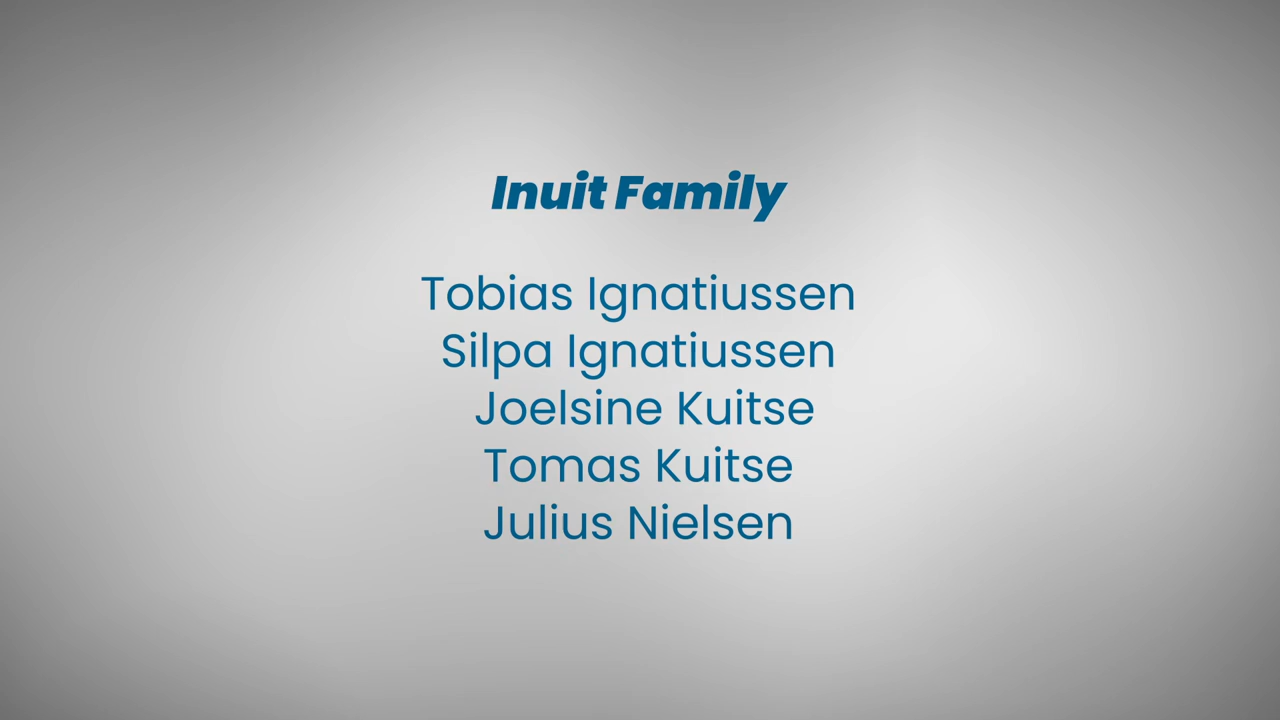 Inuit Family
Tobias Ignatiussen
Silpa Ignatiussen
Joelsine Kuitse
Tomas Kuitse
Julius Nielsen